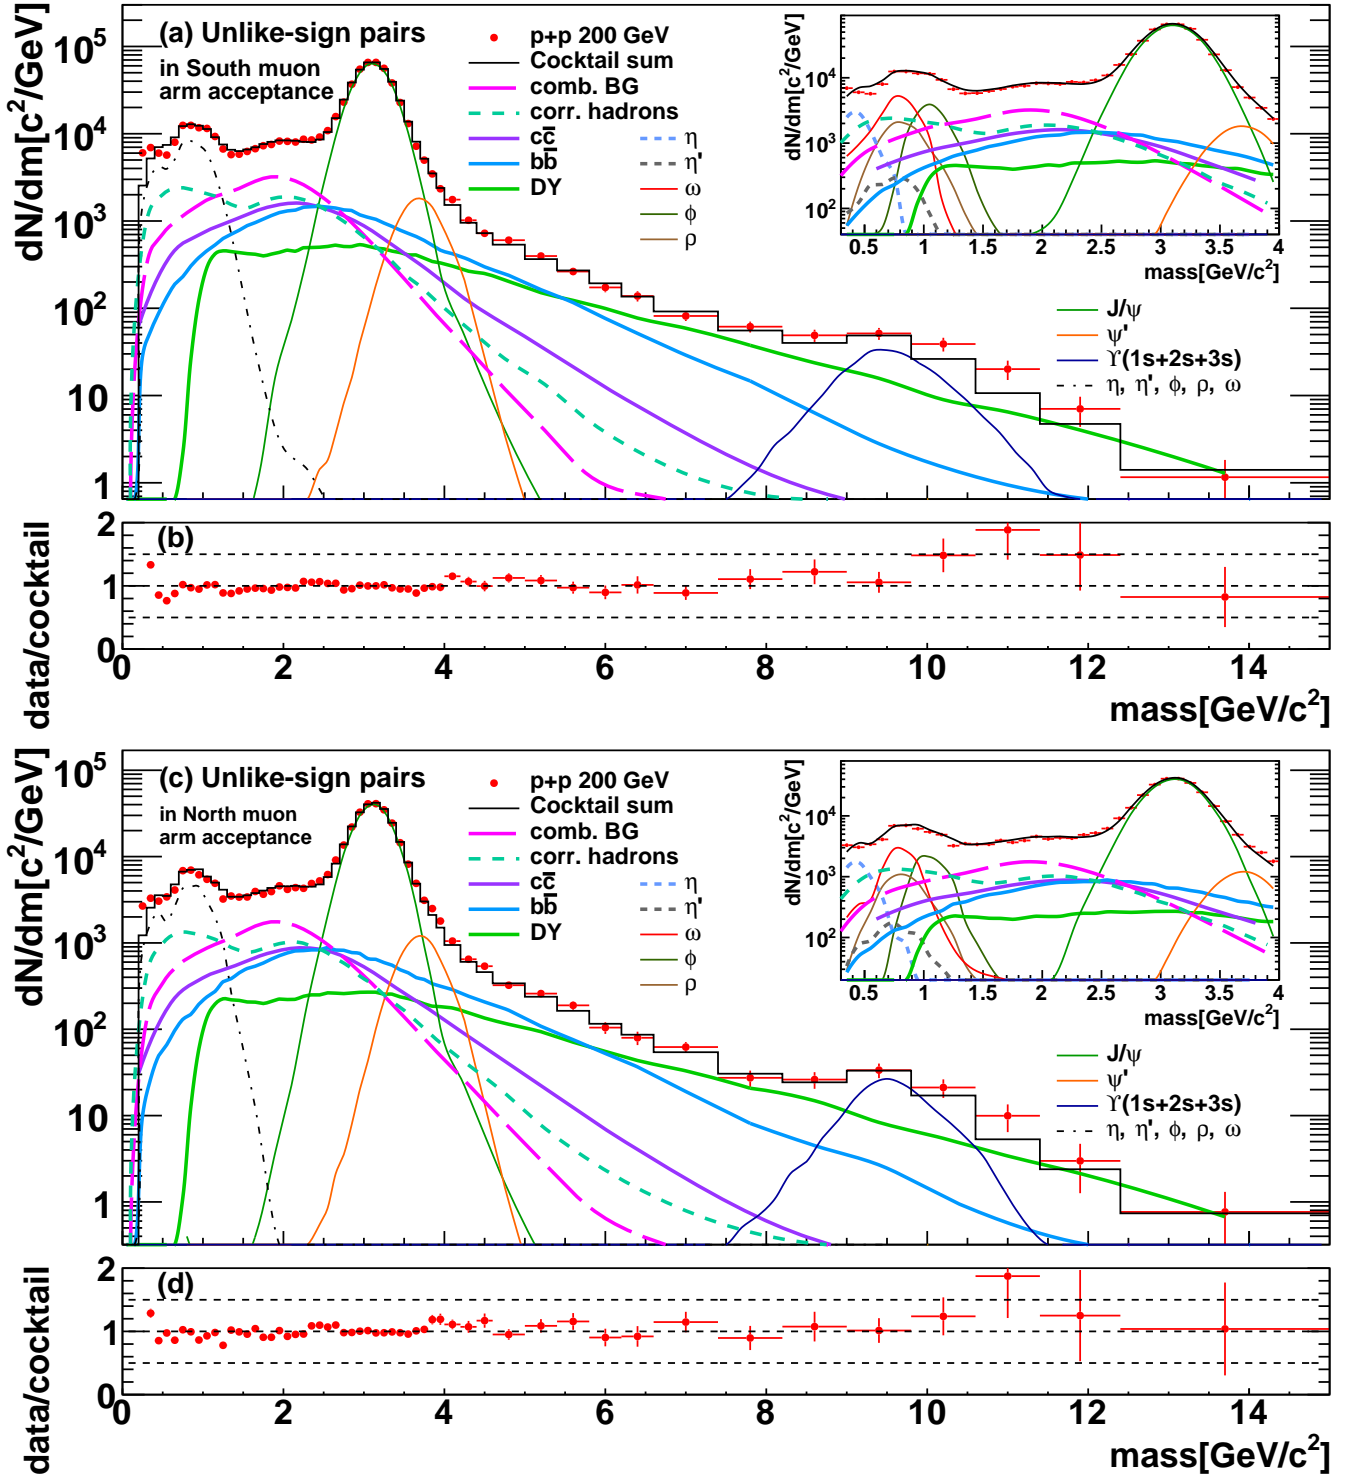 (a) Unlike-sign pairs
in South muon
arm acceptance
dN/dm[c²/GeV]
10⁵
10⁴
10³
10²
10
1
p+p 200 GeV
Cocktail sum
comb. BG
corr. hadrons
cc̅
bb̅
DY
η
η'
ω
ϕ
ρ
dN/dm[c²/GeV]
10⁴
10³
10²
0.5 1 1.5 2 2.5 3 3.5 4
mass[GeV/c²]
J/ψ
ψ'
ϒ(1s+2s+3s)
η, η', ϕ, ρ, ω
(b)
data/cocktail
2
1
0
0 2 4 6 8 10 12 14
mass[GeV/c²]
(c) Unlike-sign pairs
in North muon
arm acceptance
dN/dm[c²/GeV]
10⁵
10⁴
10³
10²
10
1
p+p 200 GeV
Cocktail sum
comb. BG
corr. hadrons
cc̅
bb̅
DY
η
η'
ω
ϕ
ρ
dN/dm[c²/GeV]
10⁴
10³
10²
0.5 1 1.5 2 2.5 3 3.5 4
mass[GeV/c²]
J/ψ
ψ'
ϒ(1s+2s+3s)
η, η', ϕ, ρ, ω
(d)
data/cocktail
2
1
0
0 2 4 6 8 10 12 14
mass[GeV/c²]